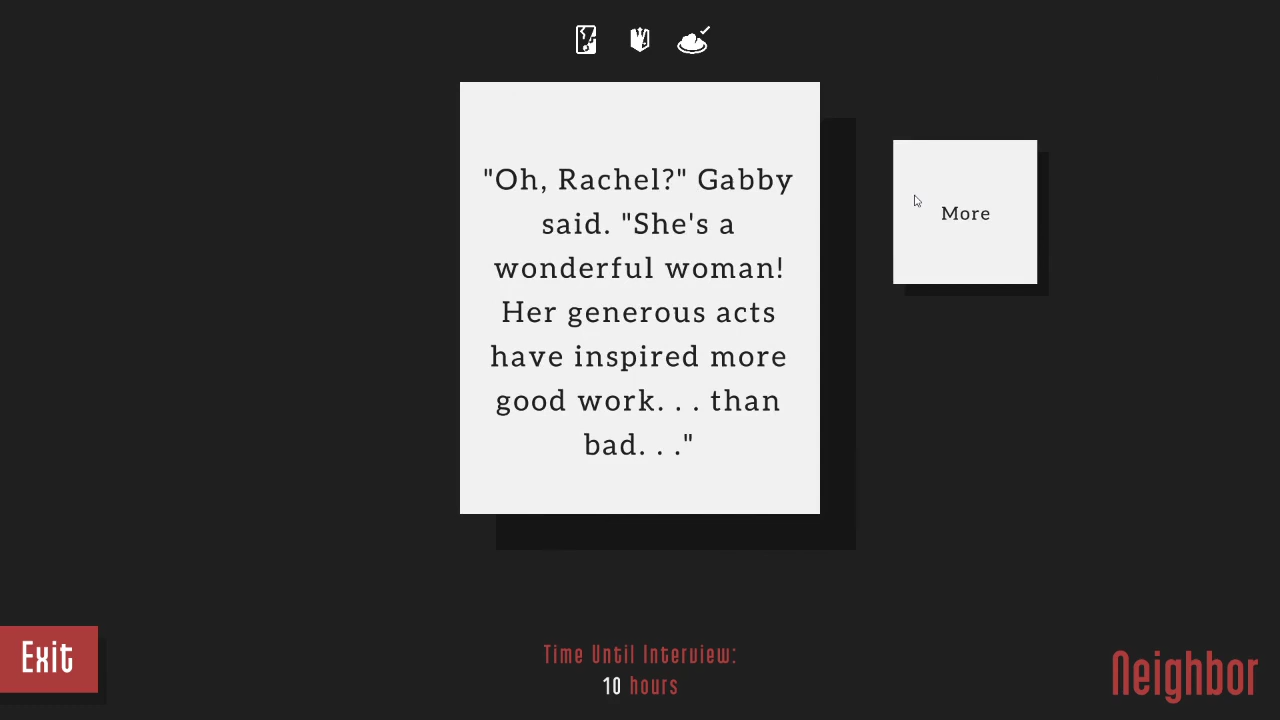 "Oh, Rachel?" Gabby
said. "She's a
wonderful woman!
Her generous acts
have inspired more
good work. . . than
bad. . ."
More
Exit
Time Until Interview:
10 hours
Neighbor